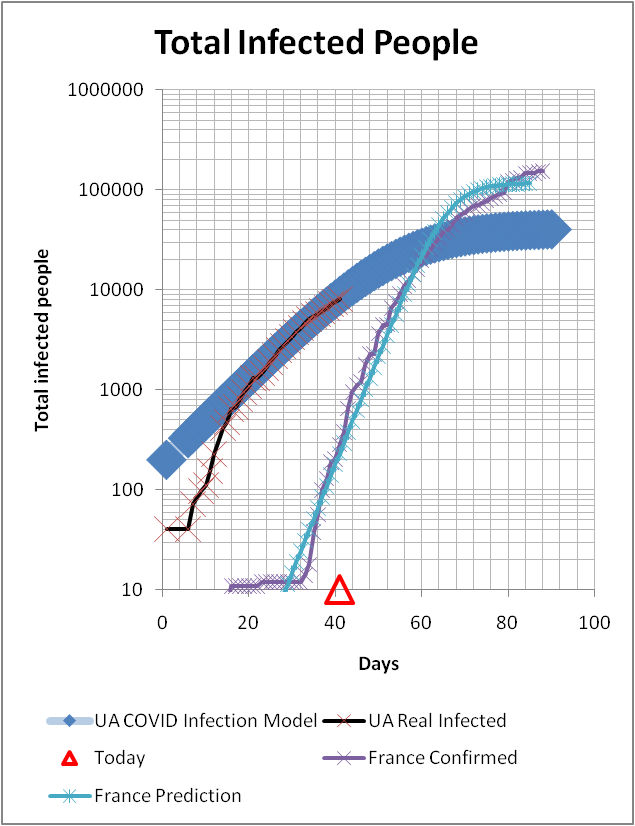 Total Infected People
1000000
100000
10000
1000
100
10
Total infected people
0 20 40 60 80 100
Days
UA COVID Infection Model UA Real Infected
Today France Confirmed
France Prediction